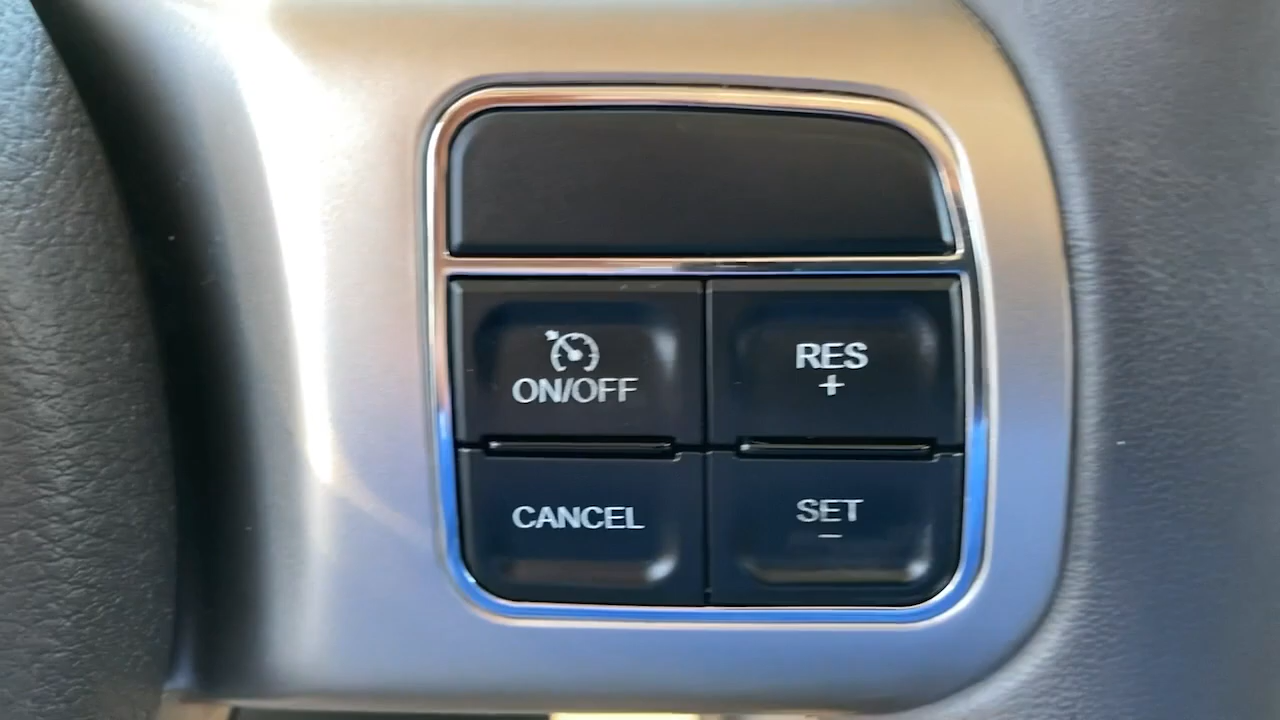 ON/OFF
RES
+
CANCEL
SET
–